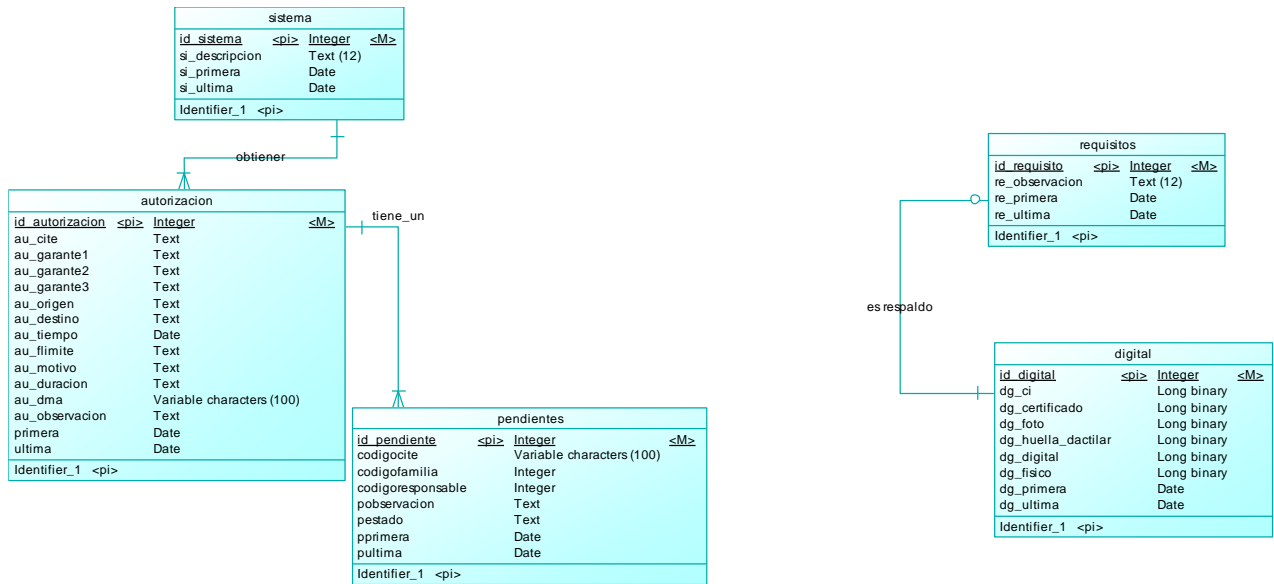 sistema
id_sistema <pi> Integer <M>
si_descripcion Text (12)
si_primera Date
si_ultima Date
Identifier_1 <pi>
obtiener
autorizacion
id_autorizacion <pi> Integer <M>
au_cite Text
au_garante1 Text
au_garante2 Text
au_garante3 Text
au_origen Text
au_destino Text
au_tiempo Date
au_flimite Text
au_motivo Text
au_duracion Text
au_dma Variable characters (100)
au_observacion Text
primera Date
ultima Date
Identifier_1 <pi>
tiene_un
pendientes
id_pendiente <pi> Integer <M>
codigocite Variable characters (100)
codigofamilia Integer
codigoresponsable Integer
pobservacion Text
pestado Text
pprimera Date
pultima Date
Identifier_1 <pi>
requisitos
id_requisito <pi> Integer <M>
re_observacion Text (12)
re_primera Date
re_ultima Date
Identifier_1 <pi>
es respaldo
digital
id_digital <pi> Integer <M>
dg_ci Long binary
dg_certificado Long binary
dg_foto Long binary
dg_huella_dactilar Long binary
dg_digital Long binary
dg_fisico Long binary
dg_primera Date
dg_ultima Date
Identifier_1 <pi>